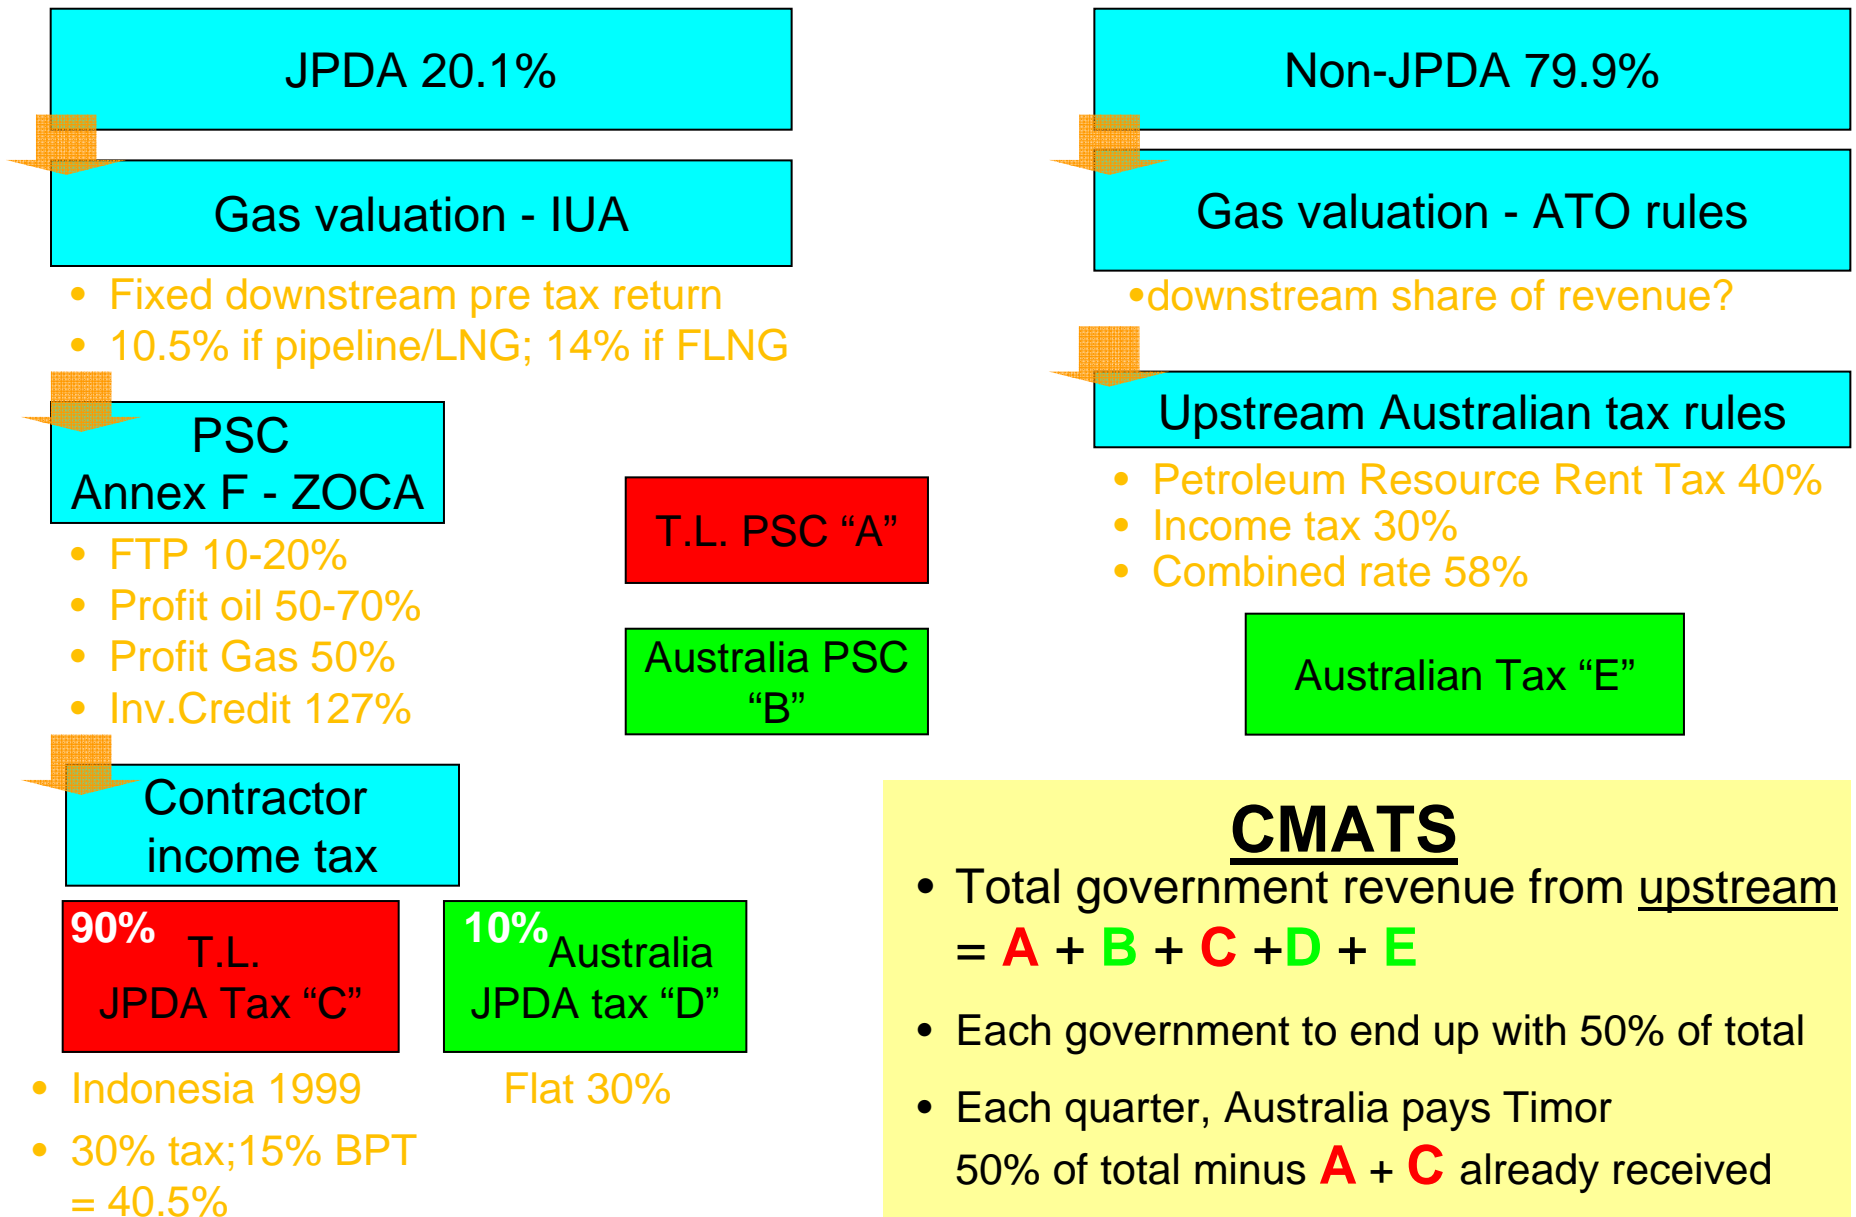 JPDA 20.1%
Gas valuation - IUA
• Fixed downstream pre tax return
• 10.5% if pipeline/LNG; 14% if FLNG
PSC
Annex F - ZOCA
• FTP 10-20%
• Profit oil 50-70%
• Profit Gas 50%
• Inv.Credit 127%
T.L. PSC “A”
Australia PSC
“B”
Contractor
income tax
90%
T.L.
JPDA Tax “C”
10%
Australia
JPDA tax “D”
• Indonesia 1999
• 30% tax;15% BPT
= 40.5%
Flat 30%
Non-JPDA 79.9%
Gas valuation - ATO rules
•downstream share of revenue?
Upstream Australian tax rules
• Petroleum Resource Rent Tax 40%
• Income tax 30%
• Combined rate 58%
Australian Tax “E”
CMATS
• Total government revenue from upstream
= A + B + C +D + E
• Each government to end up with 50% of total
• Each quarter, Australia pays Timor
50% of total minus A + C already received